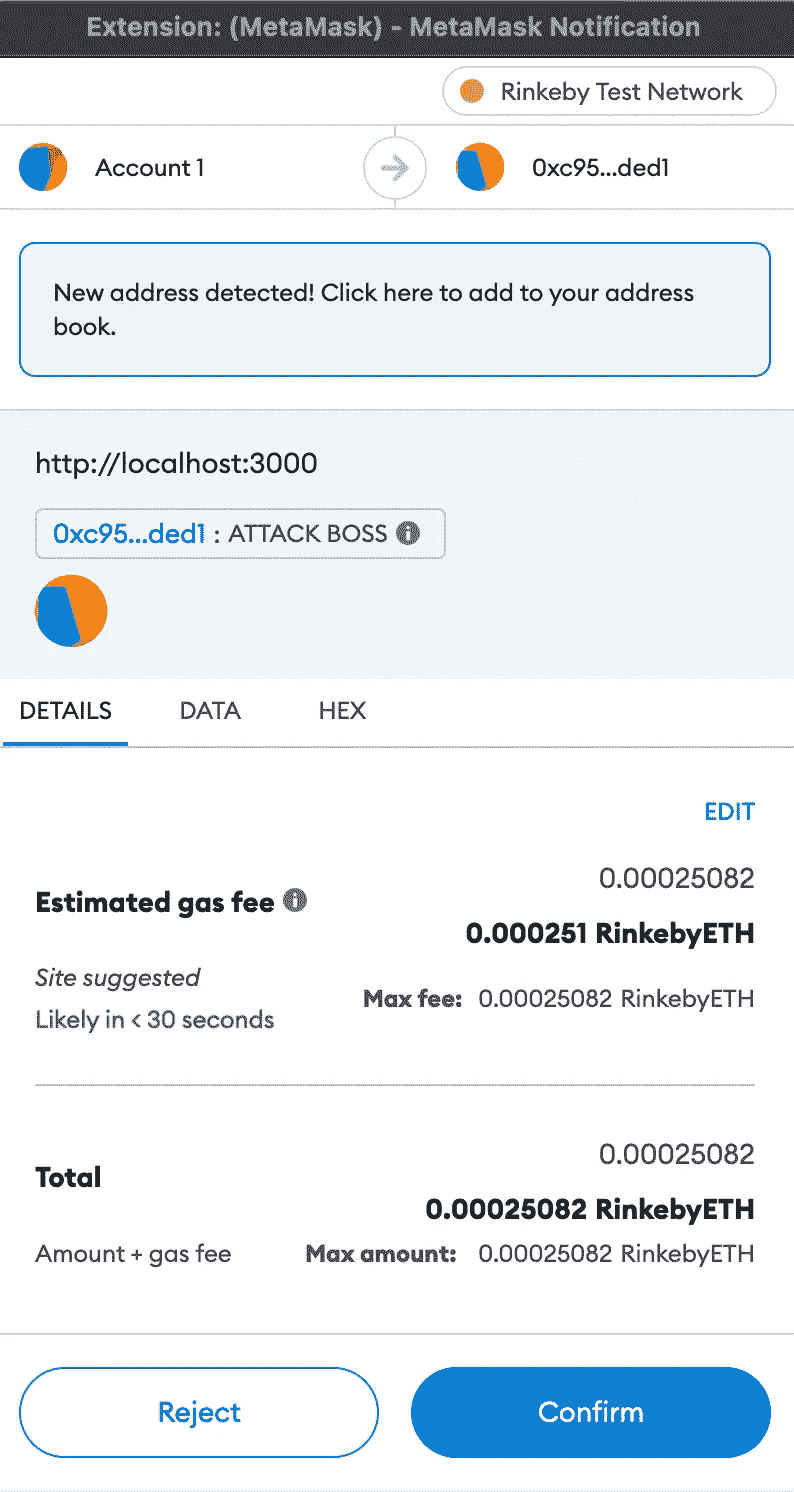 Extension: (MetaMask) - MetaMask Notification
Rinkeby Test Network
Account 1
0xc95...ded1
New address detected! Click here to add to your address
book.
http://localhost:3000
0xc95...ded1 : ATTACK BOSS
DETAILS
DATA
HEX
EDIT
0.00025082
Estimated gas fee
0.000251 RinkebyETH
Site suggested
Max fee: 0.00025082 RinkebyETH
Likely in < 30 seconds
0.00025082
Total
0.00025082 RinkebyETH
Amount + gas fee
Max amount: 0.00025082 RinkebyETH
Reject
Confirm